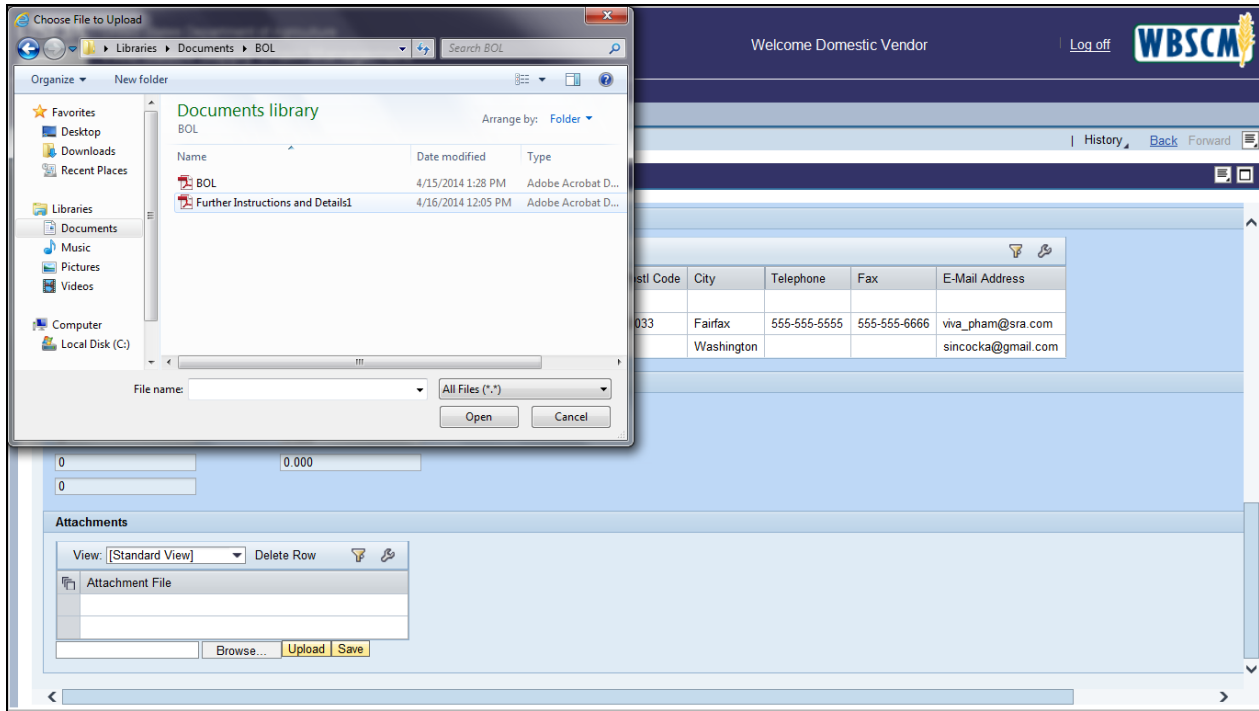 Choose File to Upload
Libraries ▸ Documents ▸ BOL
Search BOL
Organize
New folder
Favorites
Desktop
Downloads
Recent Places
Libraries
Documents
Music
Pictures
Videos
Computer
Local Disk (C:)
Documents library
BOL
Arrange by: Folder
Name Date modified Type
BOL 4/15/2014 1:28 PM Adobe Acrobat D...
Further Instructions and Details1 4/16/2014 12:05 PM Adobe Acrobat D...
File name:
All Files (*.*)
Open Cancel
Welcome Domestic Vendor
Log off
WBSCM
History Back Forward
stl Code City Telephone Fax E-Mail Address
033 Fairfax 555-555-5555 555-555-6666 viva_pham@sra.com
Washington sincocka@gmail.com
0 0.000
0
Attachments
View: [Standard View] Delete Row
Attachment File
Browse... Upload Save